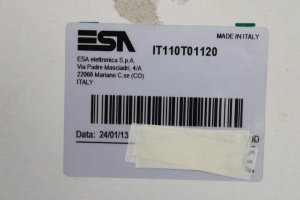 ESA
MADE IN ITALY
IT110T01120
ESA elettronica S.p.A.
Via Padre Masciadri, 4/A
22066 Mariano C.se (CO)
ITALY
Data: 24/01/13